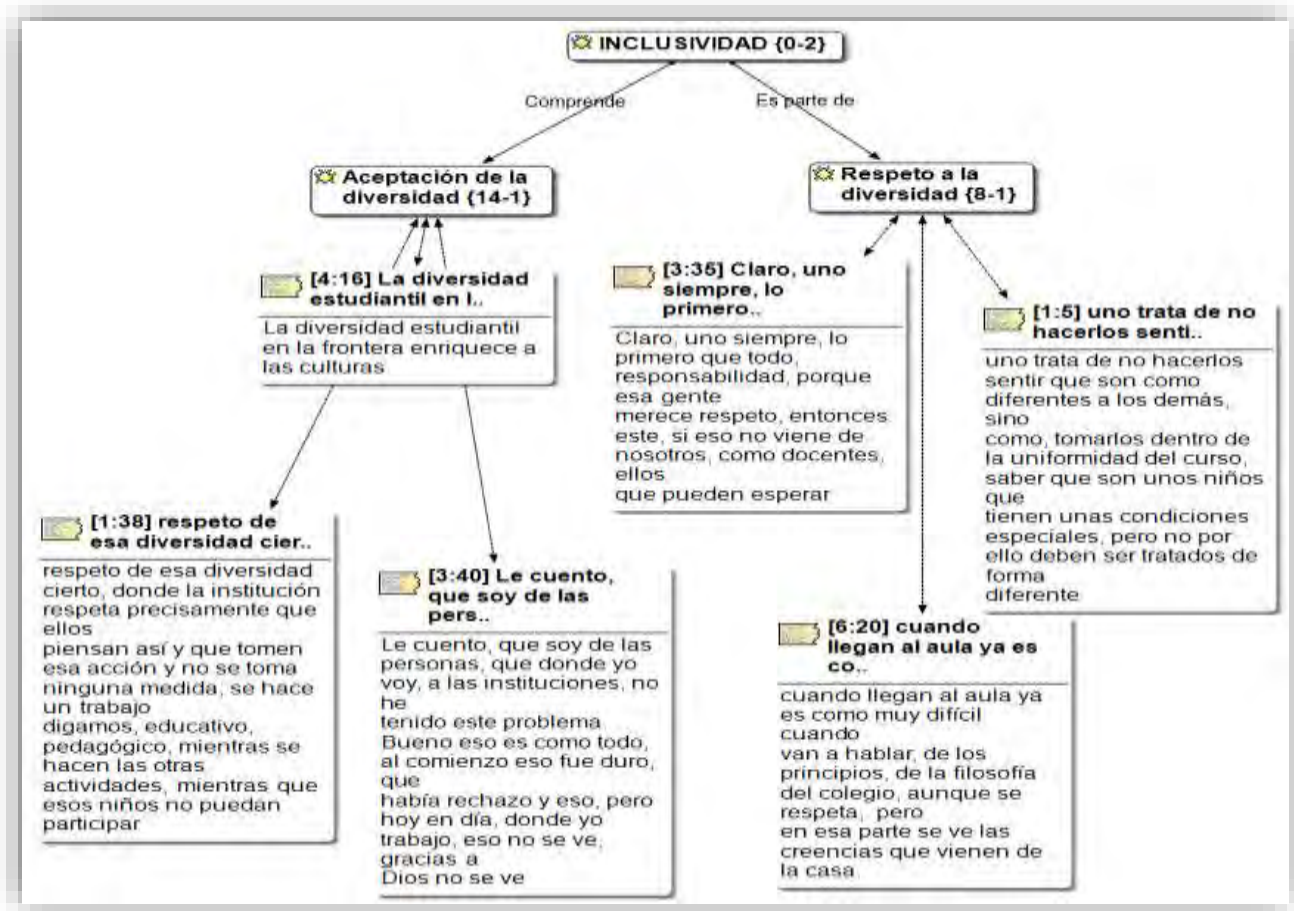 INCLUSIVIDAD {0-2}
Comprende
Es parte de
Aceptación de la
diversidad {14-1}
Respeto a la
diversidad {8-1}
[4:16] La diversidad
estudiantil en l..
La diversidad estudiantil
en la frontera enriquece a
las culturas
[3:35] Claro, uno
siempre, lo
primero..
Claro, uno siempre, lo
primero que todo,
responsabilidad, porque
esa gente
merece respeto, entonces
este, si eso no viene de
nosotros, como docentes,
ellos
que pueden esperar
[1:5] uno trata de no
hacerlos senti..
uno trata de no hacerlos
sentir que son como
diferentes a los demás,
sino
como, tomarlos dentro de
la uniformidad del curso,
saber que son unos niños
que
tienen unas condiciones
especiales, pero no por
ello deben ser tratados de
forma
diferente
[1:38] respeto de
esa diversidad cier..
respeto de esa diversidad
cierto, donde la institución
respeta precisamente que
ellos
piensan así y que tomen
esa acción y no se toma
ninguna medida, se hace
un trabajo
digamos, educativo,
pedagógico, mientras se
hacen las otras
actividades, mientras que
esos niños no puedan
participar
[3:40] Le cuento,
que soy de las
pers..
Le cuento, que soy de las
personas, que donde yo
voy, a las instituciones, no
he
tenido este problema
Bueno eso es como todo,
al comienzo eso fue duro,
que
había rechazo y eso, pero
hoy en día, donde yo
trabajo, eso no se ve,
gracias a
Dios no se ve
[6:20] cuando
llegan al aula ya es
co..
cuando llegan al aula ya
es como muy difícil
cuando
van a hablar, de los
principios, de la filosofía
del colegio, aunque se
respeta, pero
en esa parte se ve las
creencias que vienen de
la casa